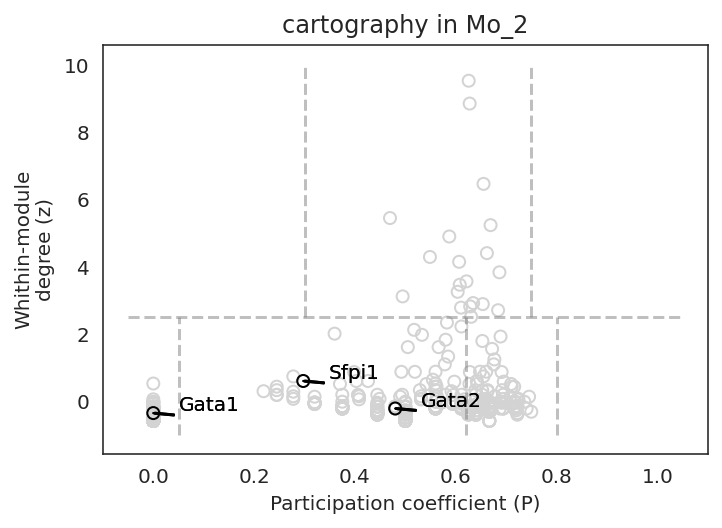 cartography in Mo_2
10
8
6
4
2
0
Whithin-module
degree (z)
Sfpi1
Gata1
Gata2
0.0
0.2
0.4
0.6
0.8
1.0
Participation coefficient (P)